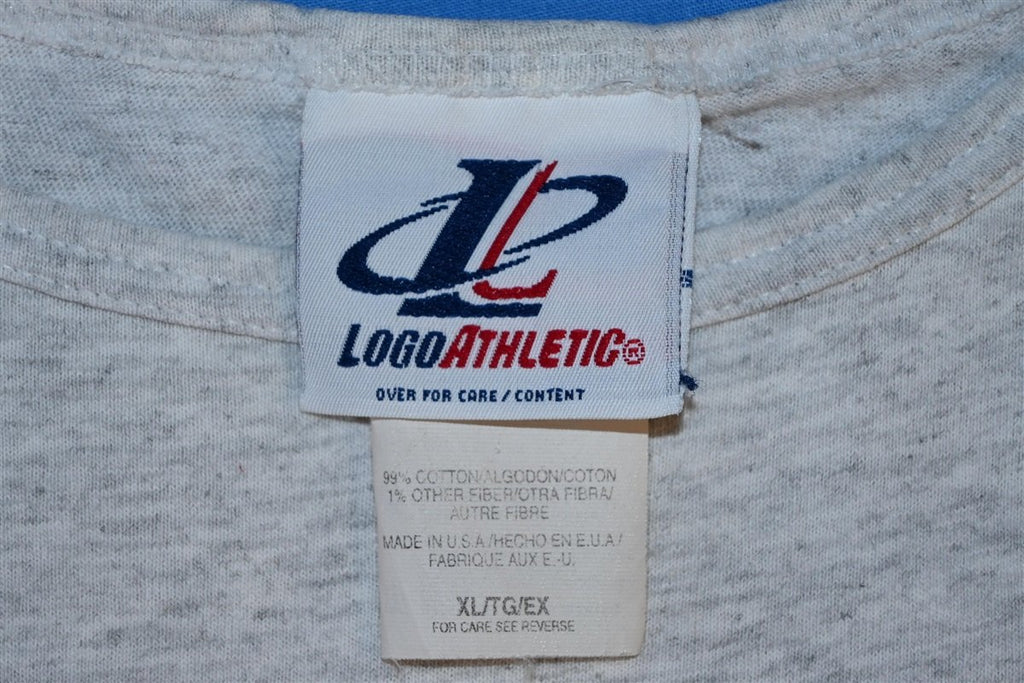 L L
LOGOATHLETIC®
OVER FOR CARE / CONTENT
99% COTTON/ALGODON/COTON
1% OTHER FIBER/OTRA FIBRA/
AUTRE FIBRE
MADE IN U.S.A./HECHO EN E.U.A./
FABRIQUE AUX E.-U.
XL/TG/EX
FOR CARE SEE REVERSE